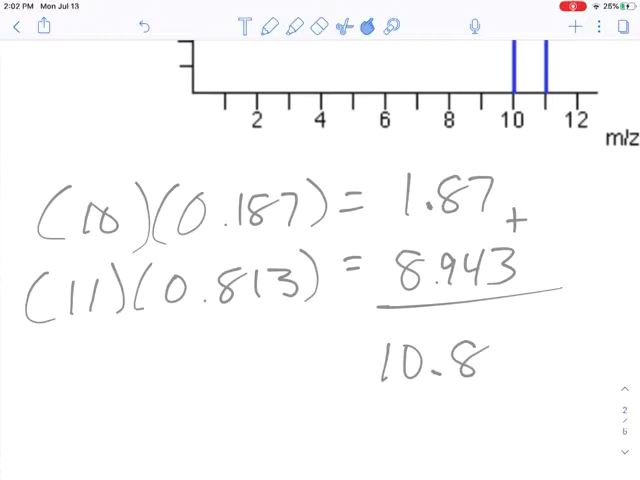 2:02 PM Mon Jul 13 25%
T
2 4 6 8 10 12
m/z
(10)(0.187) = 1.87 +
(11)(0.813) = 8.943
10.8
2
/
6